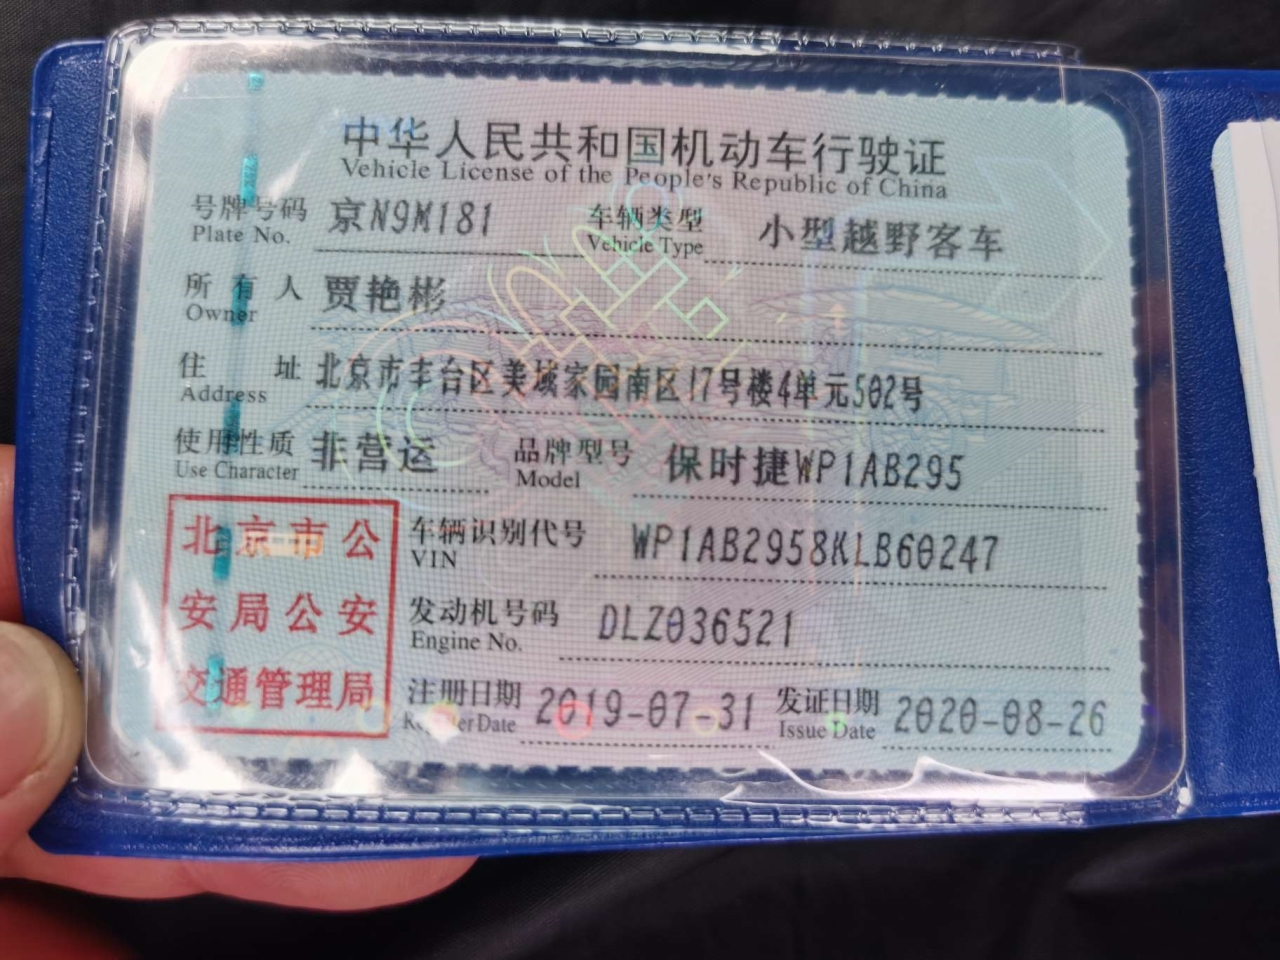 中华人民共和国机动车行驶证
Vehicle License of the People's Republic of China
号牌号码 京N9M181 车辆类型 小型越野客车
Plate No. Vehicle Type
所有人 贾艳彬
Owner
住址 北京市丰台区美域家园南区17号楼4单元502号
Address
使用性质 非营运 品牌型号 保时捷WP1AB295
Use Character Model
车辆识别代号 WP1AB2958KLB60247
VIN
发动机号码 DLZ036521
Engine No.
注册日期 2019-07-31 发证日期 2020-08-26
Register Date Issue Date
北京市公
安局公安
交通管理局